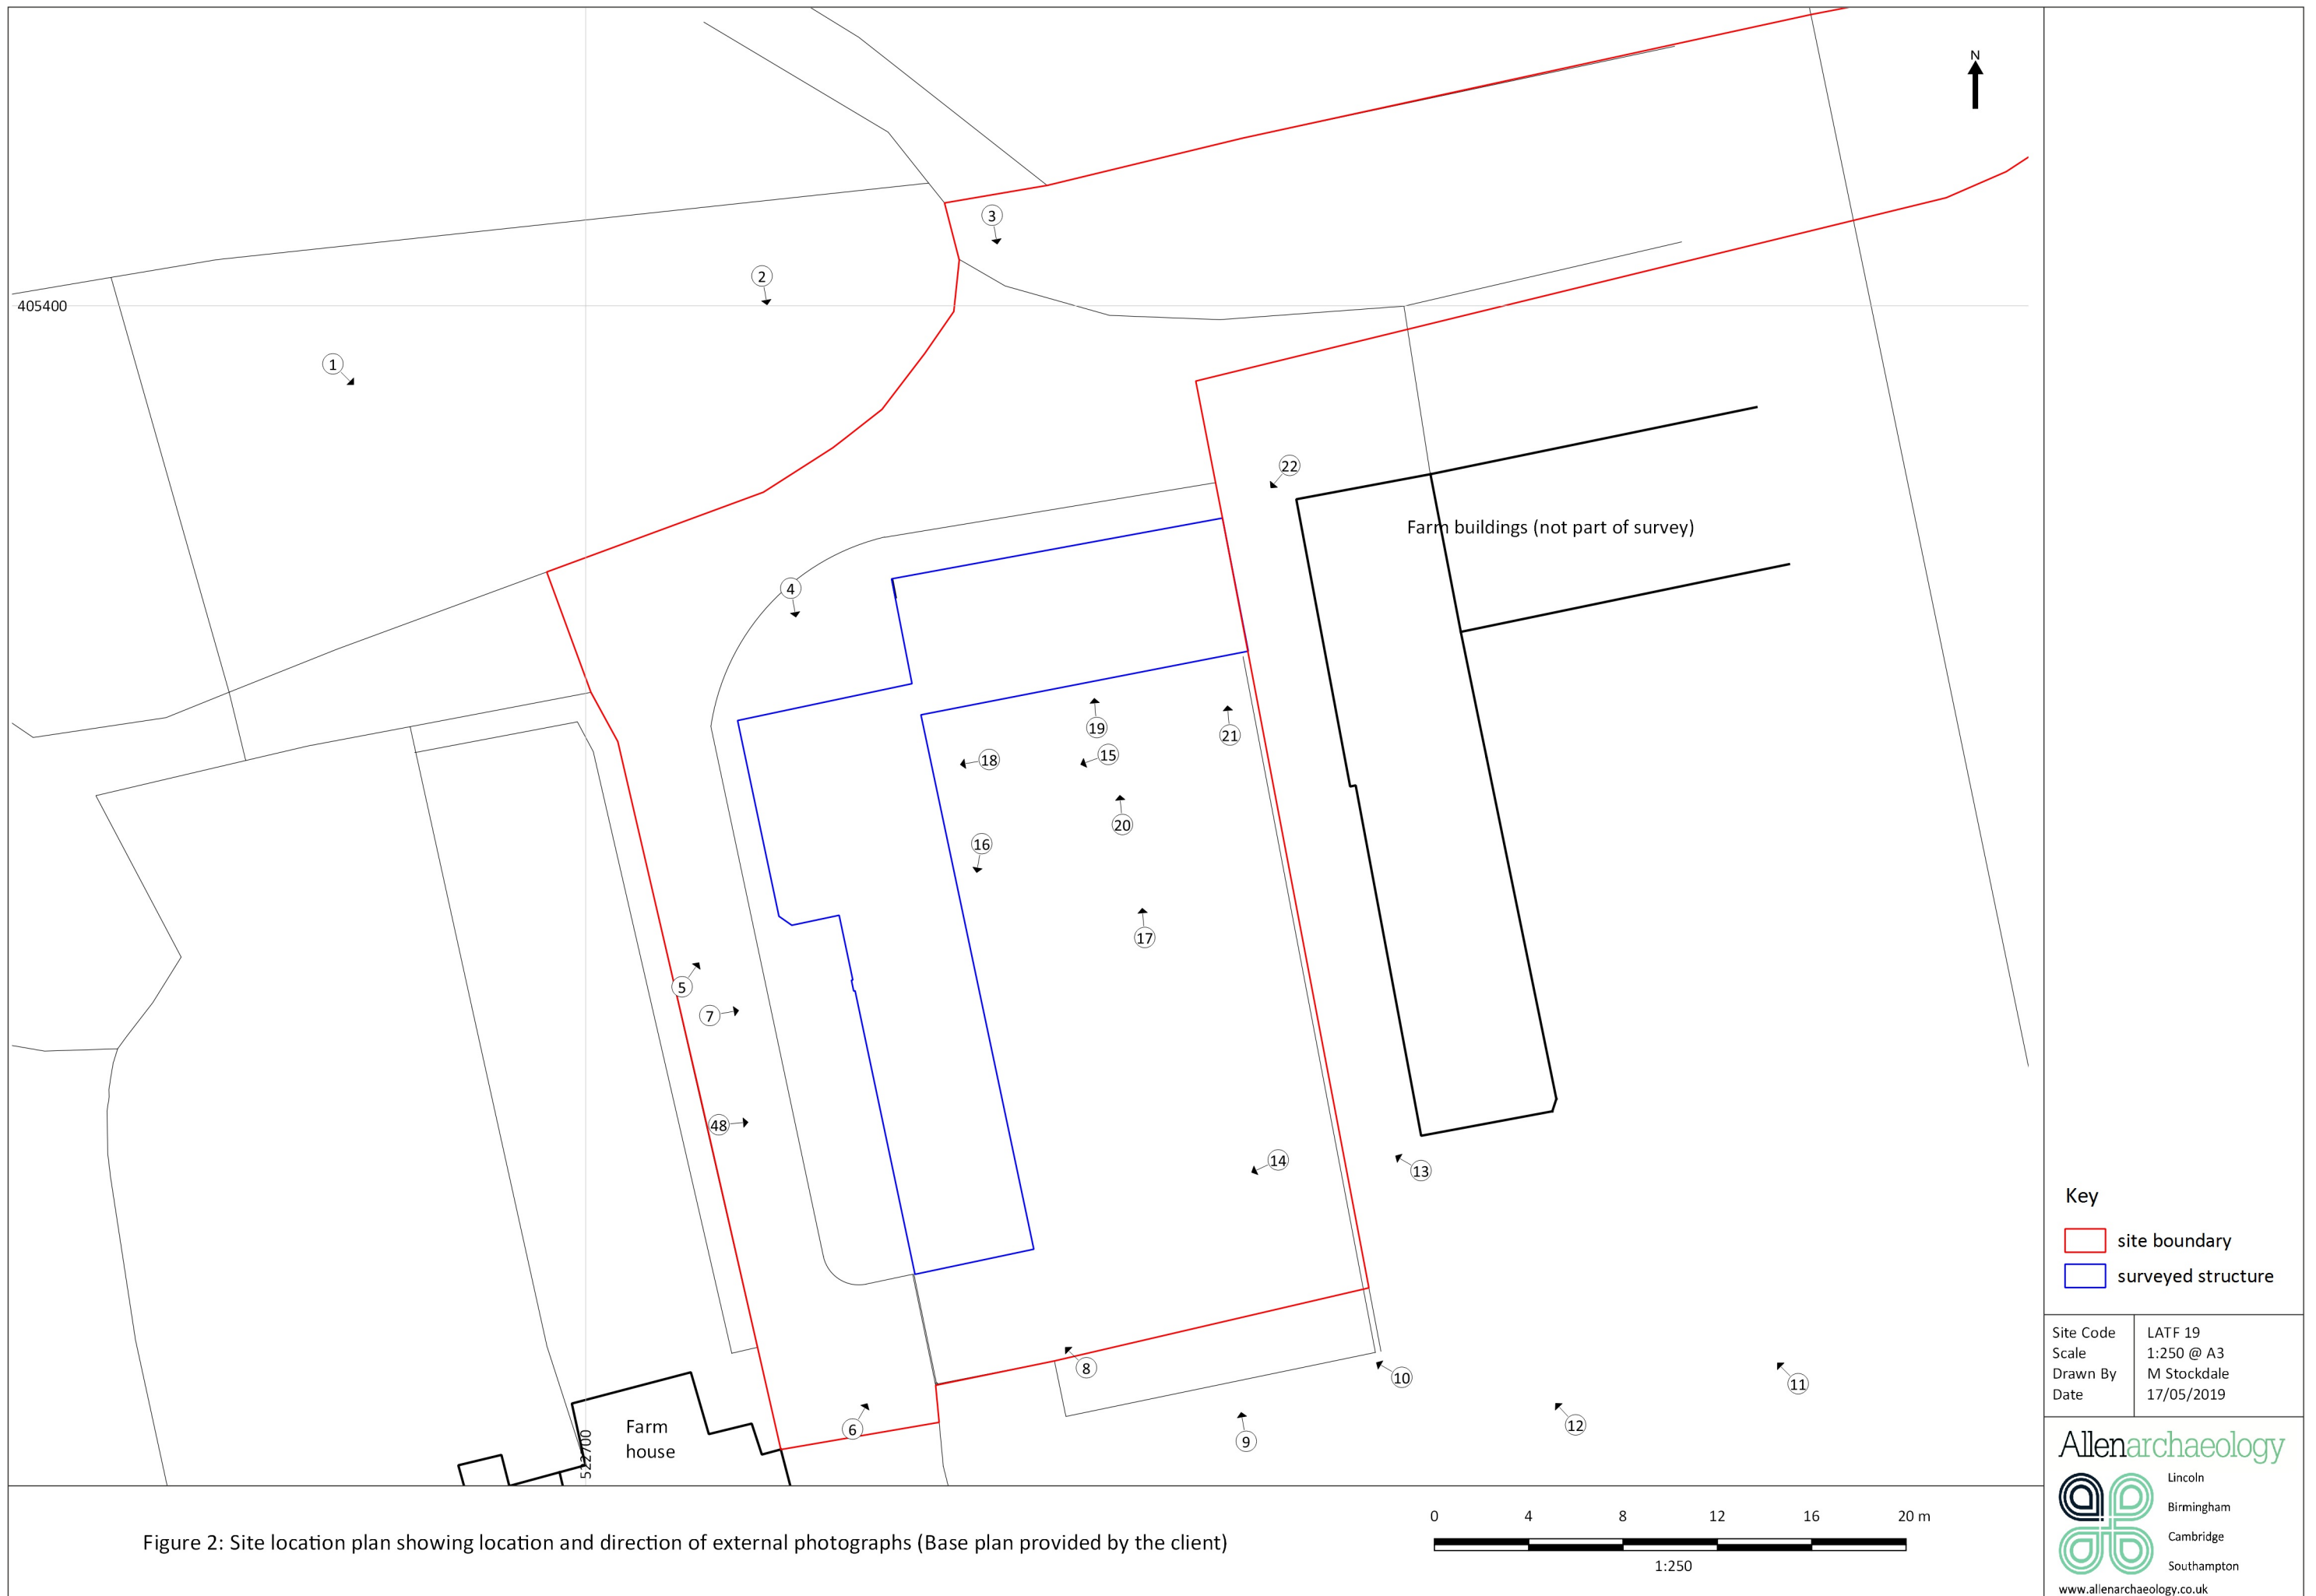 N
3
2
405400
1
22
Farm buildings (not part of survey)
4
19
21
15
18
20
16
17
5
7
48
14
13
Key
site boundary
surveyed structure
Site Code LATF 19
Scale 1:250 @ A3
Drawn By M Stockdale
Date 17/05/2019
8
10
11
12
6
9
Farm
house
522700
Allenarchaeology
Lincoln
Birmingham
Cambridge
Southampton
www.allenarchaeology.co.uk
Figure 2: Site location plan showing location and direction of external photographs (Base plan provided by the client)
0 4 8 12 16 20 m
1:250